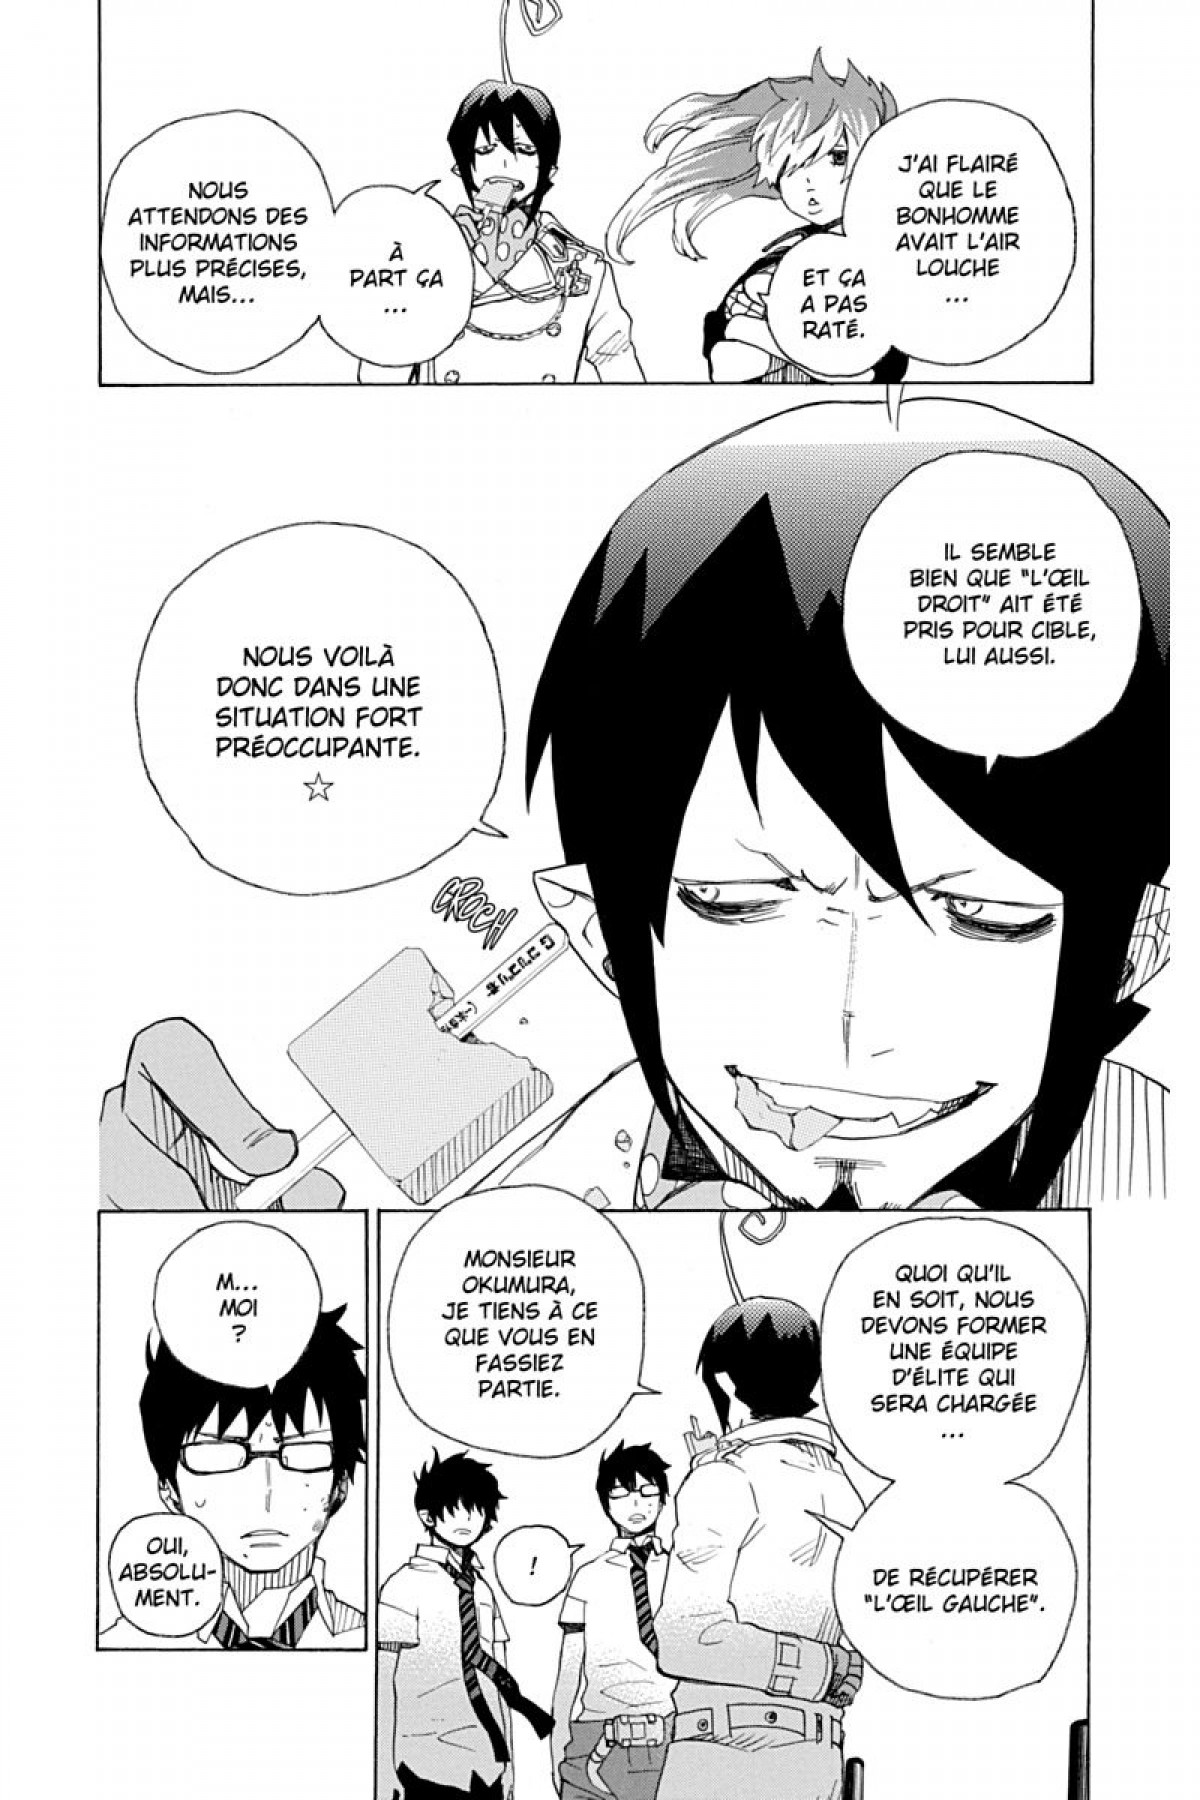 J'AI FLAIRÉ
QUE LE
BONHOMME
AVAIT L'AIR
LOUCHE
...
ET ÇA
A PAS
RATÉ.
À
PART ÇA
...
NOUS
ATTENDONS DES
INFORMATIONS
PLUS PRÉCISES,
MAIS...
IL SEMBLE
BIEN QUE "L'ŒIL
DROIT" AIT ÉTÉ
PRIS POUR CIBLE,
LUI AUSSI.
NOUS VOILÀ
DONC DANS UNE
SITUATION FORT
PRÉOCCUPANTE.
☆
CROCH
QUOI QU'IL
EN SOIT, NOUS
DEVONS FORMER
UNE ÉQUIPE
D'ÉLITE QUI
SERA CHARGÉE
...
DE RÉCUPÉRER
"L'ŒIL GAUCHE".
MONSIEUR
OKUMURA,
JE TIENS À CE
QUE VOUS EN
FASSIEZ
PARTIE.
!
M...
MOI
?
OUI,
ABSOLU-
MENT.